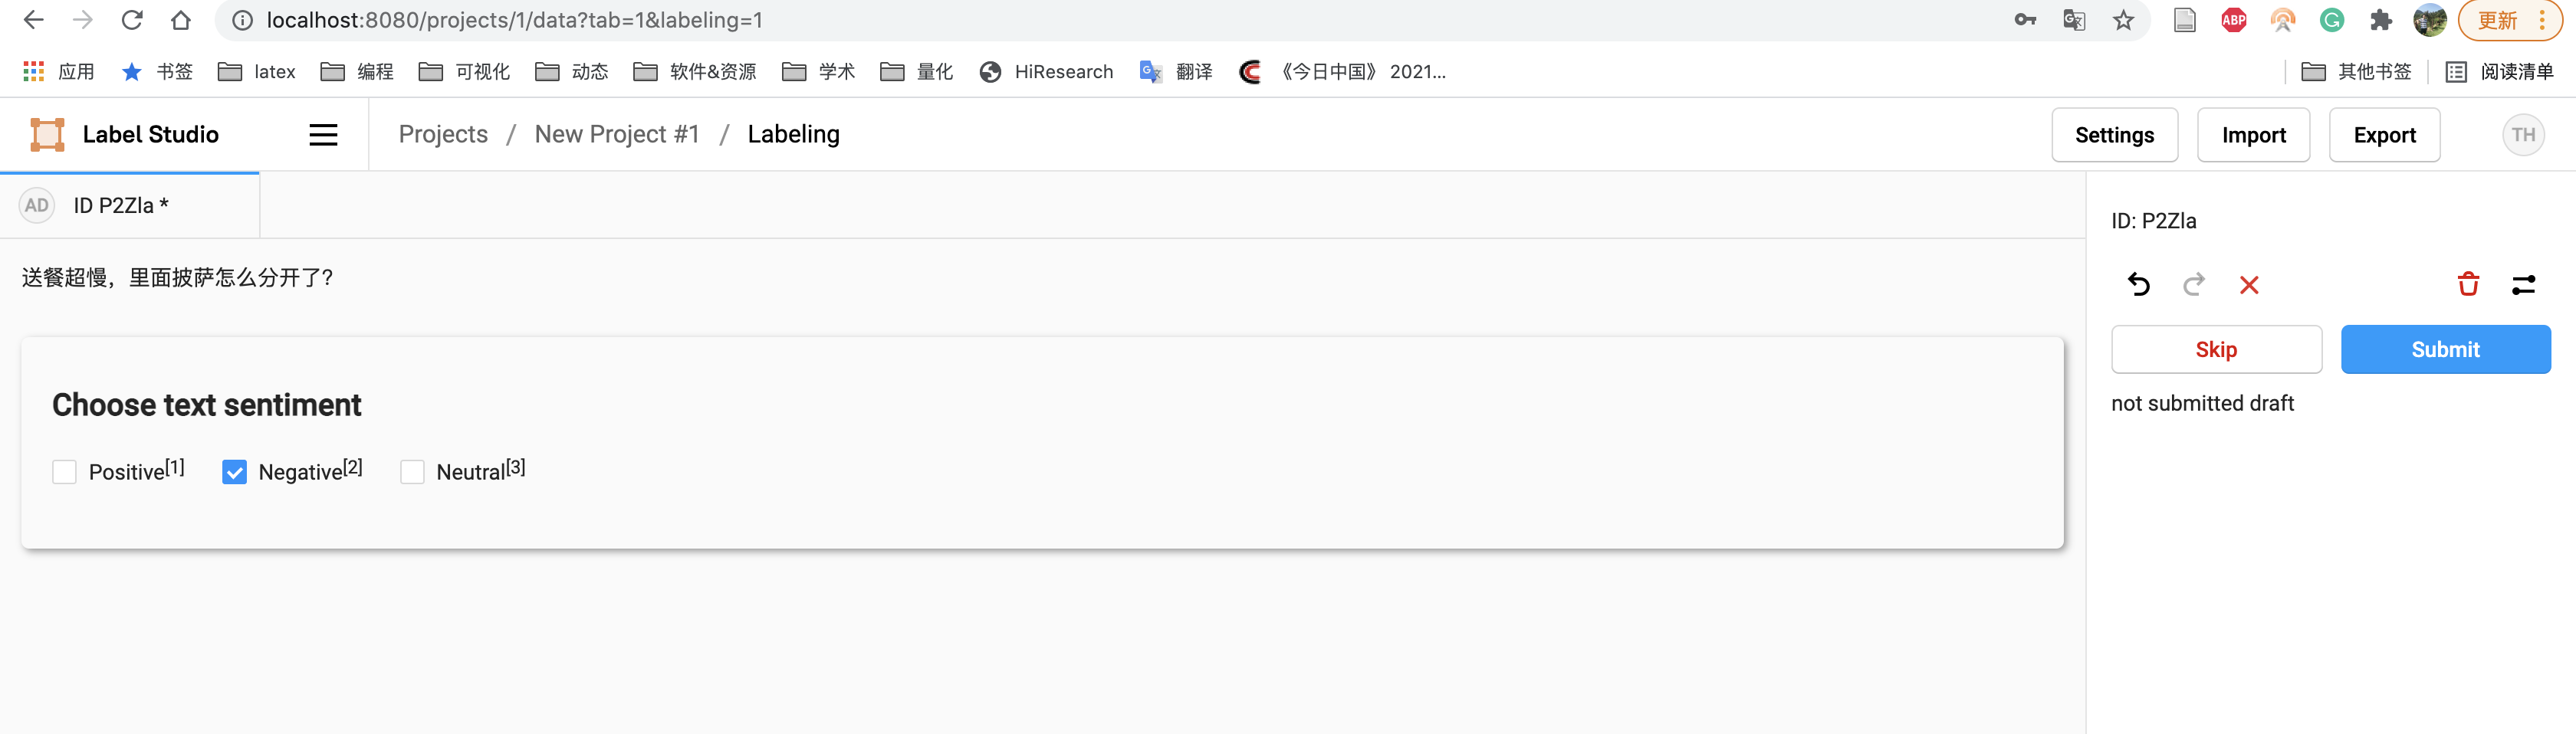 localhost:8080/projects/1/data?tab=1&labeling=1
ABP
更新
应用 书签 latex 编程 可视化 动态 软件&资源 学术 量化 HiResearch 翻译 《今日中国》 2021... 其他书签 阅读清单
Label Studio Projects / New Project #1 / Labeling Settings Import Export TH
AD ID P2Zla *
ID: P2Zla
送餐超慢，里面披萨怎么分开了?
Skip Submit
not submitted draft
Choose text sentiment
Positive[1] Negative[2] Neutral[3]